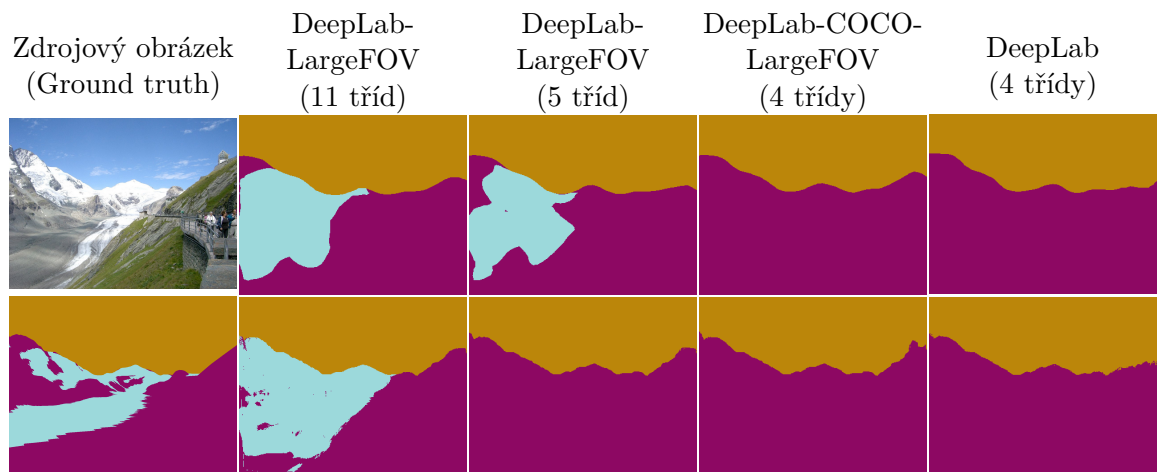 Zdrojový obrázek
(Ground truth)
DeepLab-
LargeFOV
(11 tříd)
DeepLab-
LargeFOV
(5 tříd)
DeepLab-COCO-
LargeFOV
(4 třídy)
DeepLab
(4 třídy)